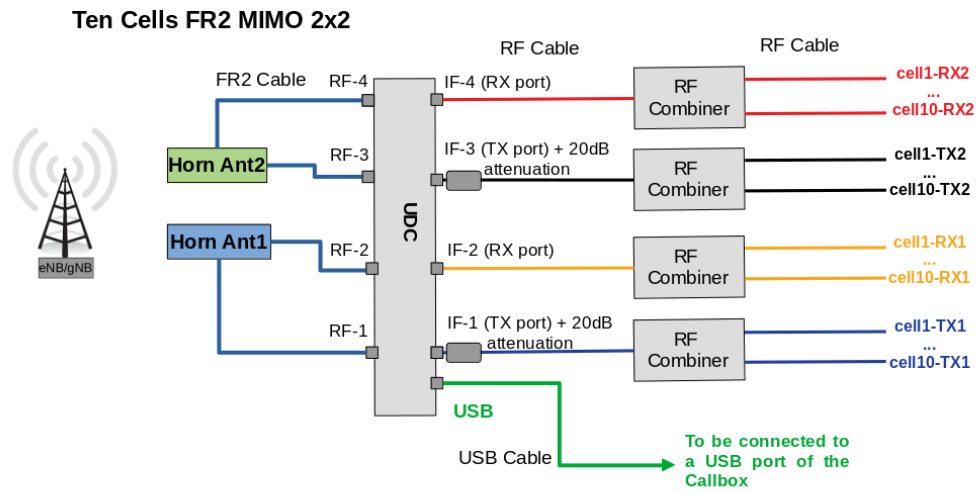 Ten Cells FR2 MIMO 2x2
RF Cable
RF Cable
FR2 Cable
RF-4
IF-4 (RX port)
RF
Combiner
cell1-RX2
...
cell10-RX2
Horn Ant2
RF-3
IF-3 (TX port) + 20dB
attenuation
RF
Combiner
cell1-TX2
...
cell10-TX2
UDC
Horn Ant1
RF-2
IF-2 (RX port)
RF
Combiner
cell1-RX1
...
cell10-RX1
eNB/gNB
RF-1
IF-1 (TX port) + 20dB
attenuation
RF
Combiner
cell1-TX1
...
cell10-TX1
USB
USB Cable
To be connected to
a USB port of the
Callbox